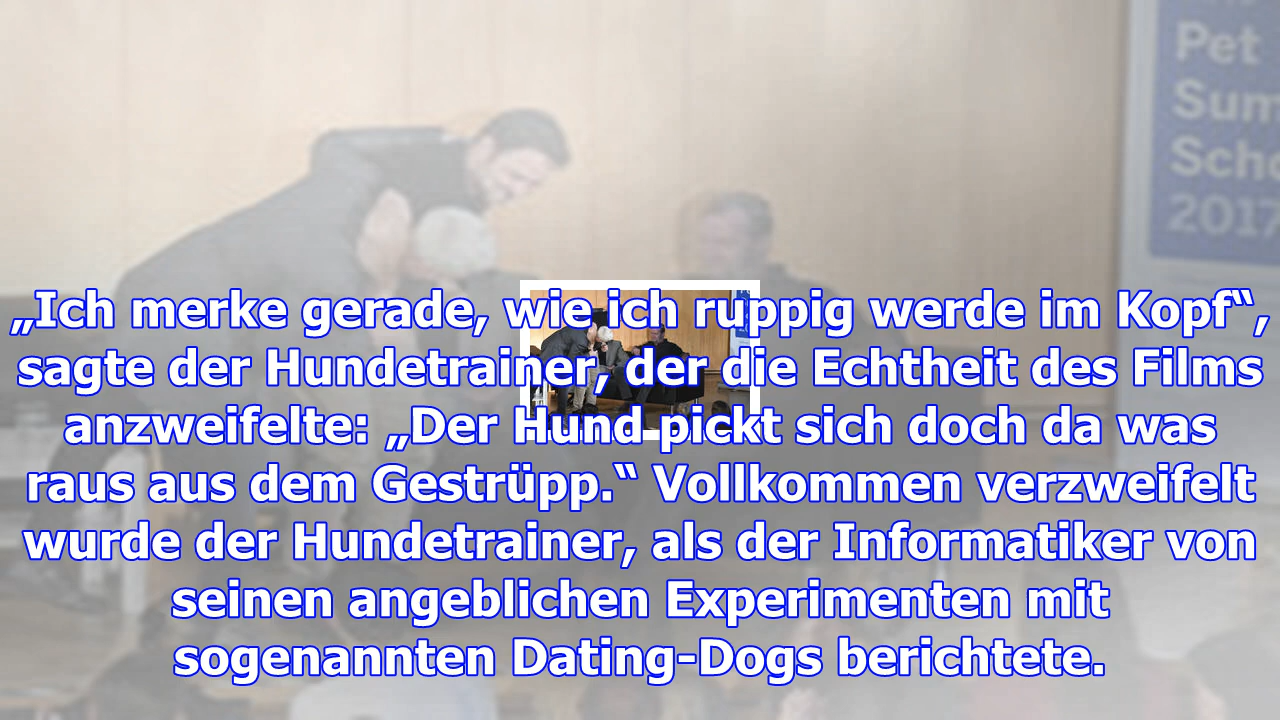 Pet
2017
„Ich merke gerade, wie ich ruppig werde im Kopf“,
sagte der Hundetrainer, der die Echtheit des Films
anzweifelte: „Der Hund pickt sich doch da was
raus aus dem Gestrüpp.“ Vollkommen verzweifelt
wurde der Hundetrainer, als der Informatiker von
seinen angeblichen Experimenten mit
sogenannten Dating-Dogs berichtete.